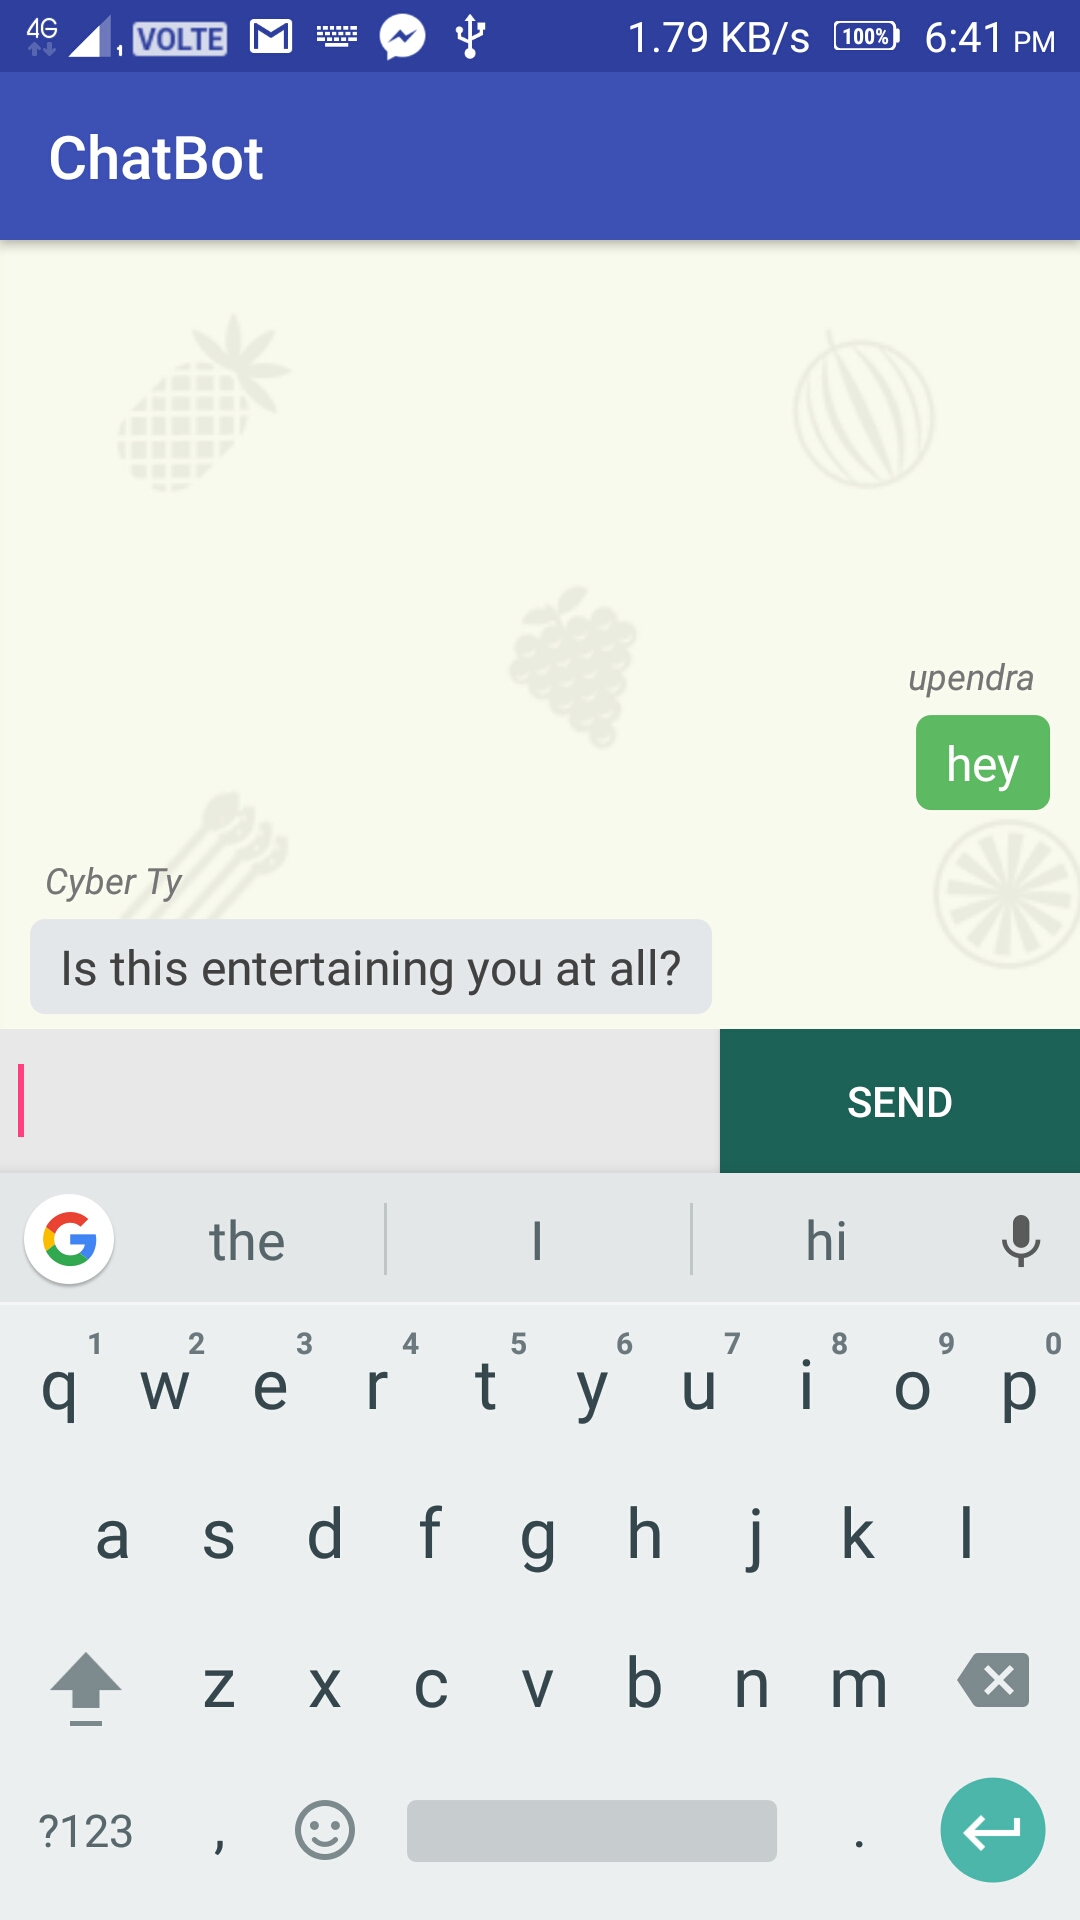 4G 1 VOLTE 1.79 KB/s 100% 6:41 PM
ChatBot
upendra
hey
Cyber Ty
Is this entertaining you at all?
SEND
G the I hi
1 2 3 4 5 6 7 8 9 0
q w e r t y u i o p
a s d f g h j k l
z x c v b n m
?123 , .